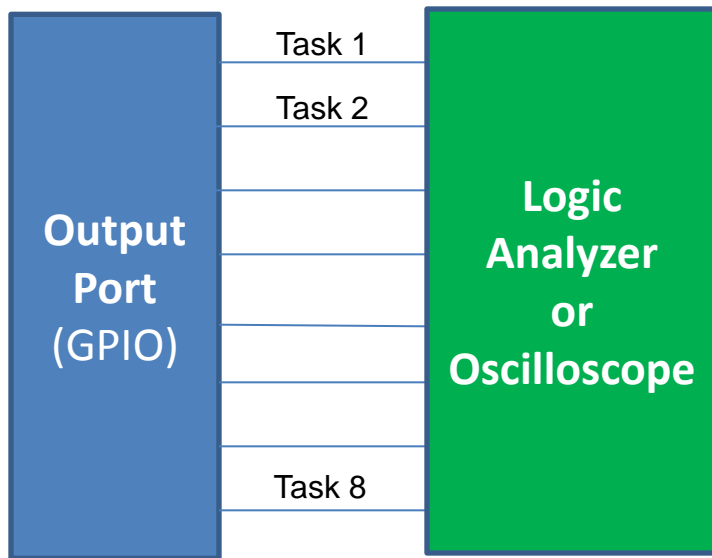 Task 1
Task 2
Task 8
Output
Port
(GPIO)
Logic
Analyzer
or
Oscilloscope